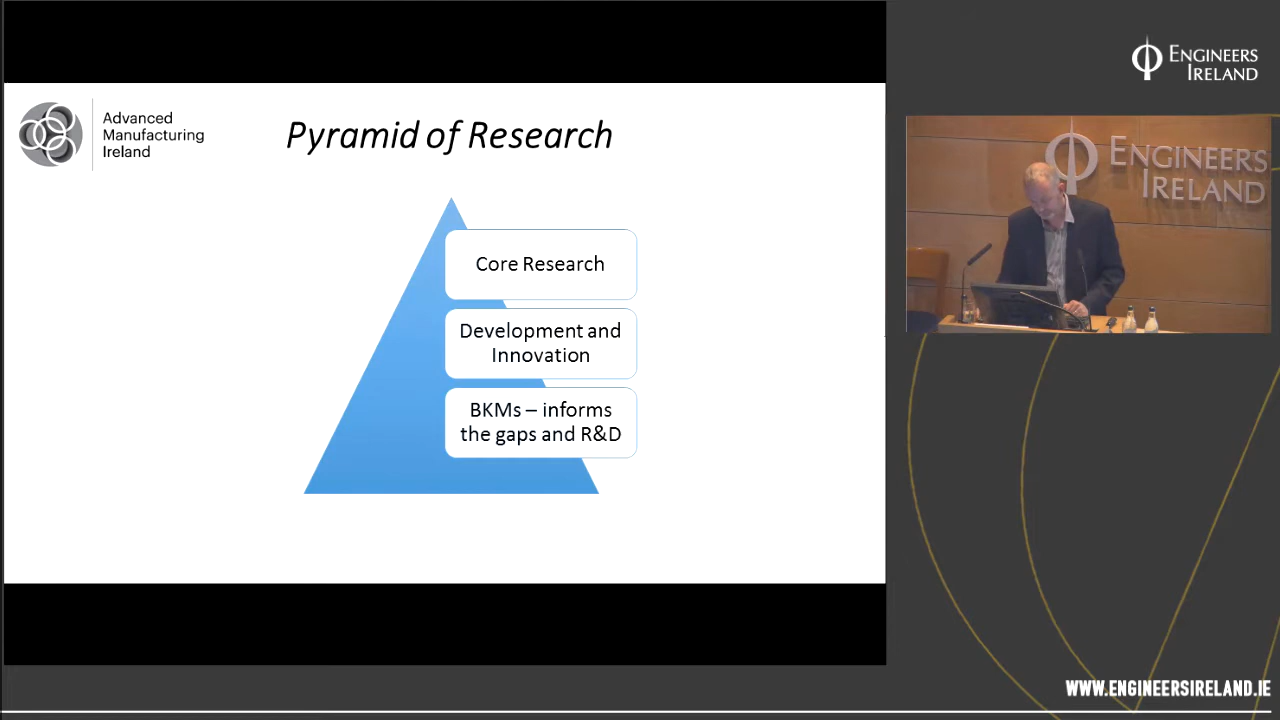 Advanced
Manufacturing
Ireland
Pyramid of Research
Core Research
Development and
Innovation
BKMs – informs
the gaps and R&D
ENGINEERS
IRELAND
ENGINEERS
IRELAND
WWW.ENGINEERSIRELAND.IE